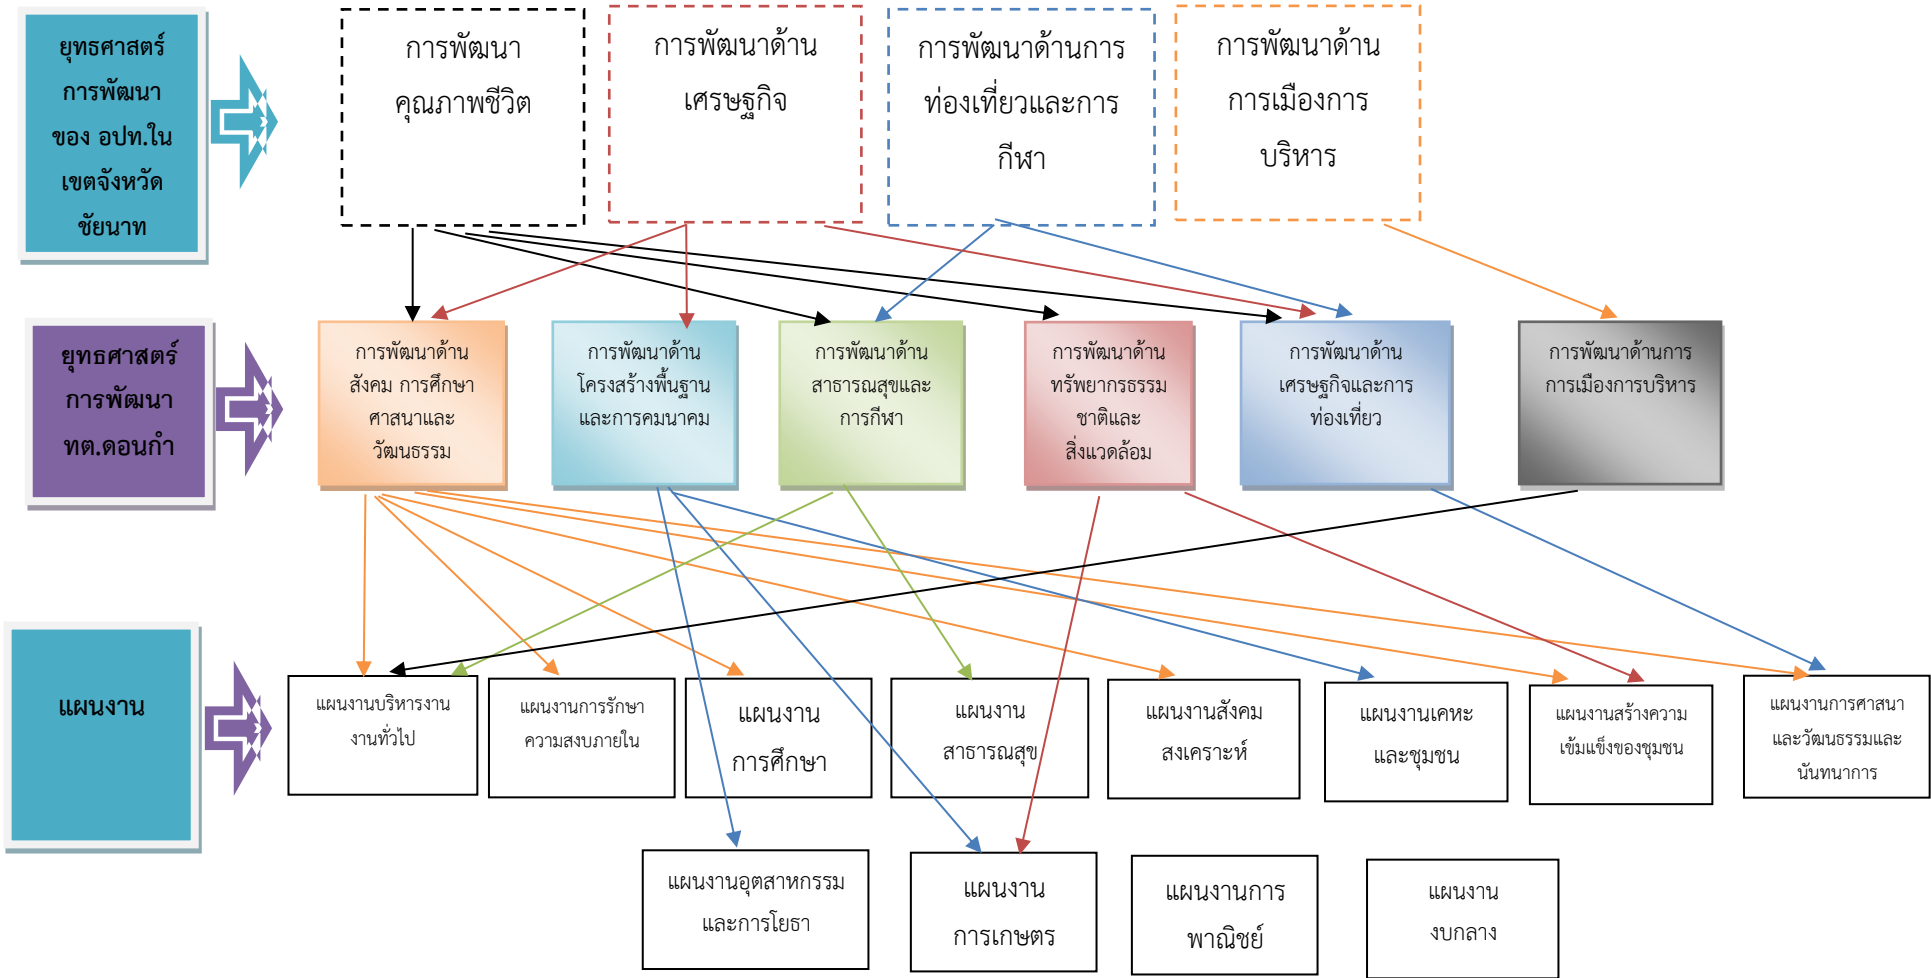 ยุทธศาสตร์
การพัฒนา
ของ อปท.ใน
เขตจังหวัด
ชัยนาท
การพัฒนา
คุณภาพชีวิต
การพัฒนาด้าน
เศรษฐกิจ
การพัฒนาด้านการ
ท่องเที่ยวและการ
กีฬา
การพัฒนาด้าน
การเมืองการ
บริหาร
ยุทธศาสตร์
การพัฒนา
ทต.ดอนกำ
การพัฒนาด้าน
สังคม การศึกษา
ศาสนาและ
วัฒนธรรม
การพัฒนาด้าน
โครงสร้างพื้นฐาน
และการคมนาคม
การพัฒนาด้าน
สาธารณสุขและ
การกีฬา
การพัฒนาด้าน
ทรัพยากรธรรม
ชาติและ
สิ่งแวดล้อม
การพัฒนาด้าน
เศรษฐกิจและการ
ท่องเที่ยว
การพัฒนาด้านการ
การเมืองการบริหาร
แผนงาน
แผนงานบริหารงาน
งานทั่วไป
แผนงานการรักษา
ความสงบภายใน
แผนงาน
การศึกษา
แผนงาน
สาธารณสุข
แผนงานสังคม
สงเคราะห์
แผนงานเคหะ
และชุมชน
แผนงานสร้างความ
เข้มแข็งของชุมชน
แผนงานการศาสนา
และวัฒนธรรมและ
นันทนาการ
แผนงานอุตสาหกรรม
และการโยธา
แผนงาน
การเกษตร
แผนงานการ
พาณิชย์
แผนงาน
งบกลาง